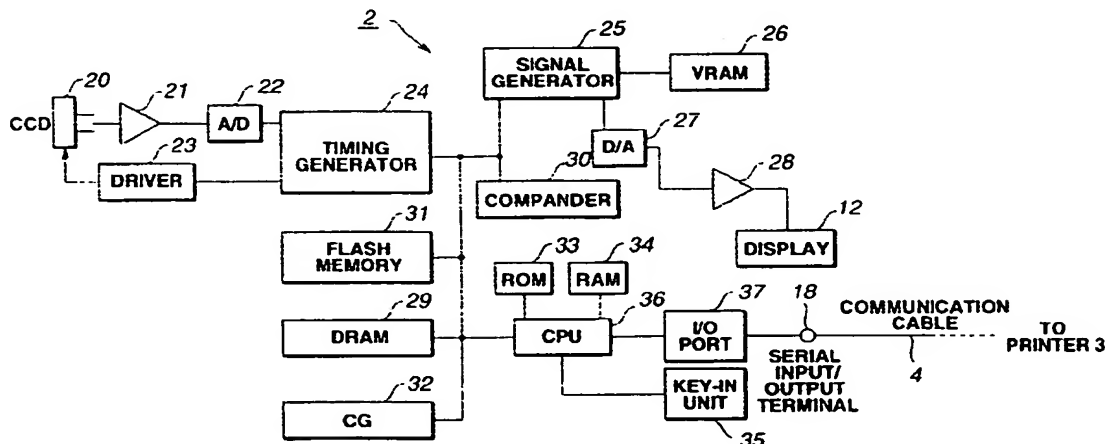 2
25
26
SIGNAL
GENERATOR
VRAM
20
21
22
24
CCD
A/D
TIMING
GENERATOR
27
D/A
23
DRIVER
30
COMPANDER
28
12
DISPLAY
31
FLASH
MEMORY
33
34
ROM
RAM
29
DRAM
36
CPU
37
I/O
PORT
18
COMMUNICATION
CABLE
4
TO
PRINTER 3
SERIAL
INPUT/
OUTPUT
TERMINAL
32
CG
KEY-IN
UNIT
35